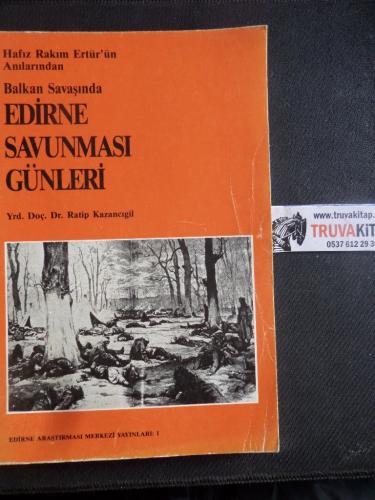 Hafız Rakım Ertür'ün
Anılarından
Balkan Savaşında
EDİRNE
SAVUNMASI
GÜNLERİ
Yrd. Doç. Dr. Ratip Kazancıgil
EDİRNE ARAŞTIRMASI MERKEZİ YAYINLARI: 1
www.truvakitap.
TRUVAKİT
0537 612 29 3